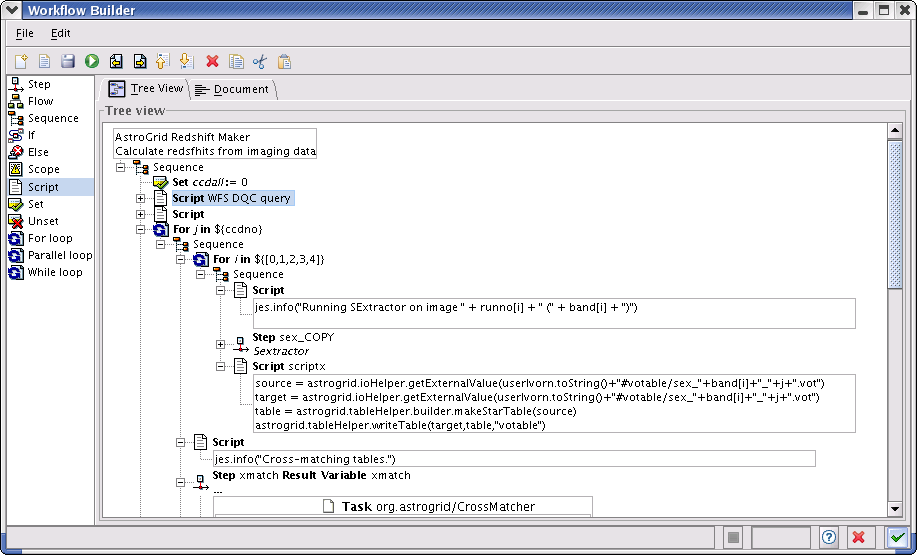 Workflow Builder
File Edit
Tree View Document
Step
Flow
Sequence
If
Else
Scope
Script
Set
Unset
For loop
Parallel loop
While loop
Tree view
AstroGrid Redshift Maker
Calculate redsfhits from imaging data
Sequence
Set ccdall := 0
Script WFS DQC query
Script
For j in ${ccdno}
Sequence
For i in ${[0,1,2,3,4]}
Sequence
Script
jes.info("Running SExtractor on image " + runno[i] + " (" + band[i] + ")")
Step sex_COPY
Sextractor
Script scriptx
source = astrogrid.ioHelper.getExternalValue(userIvorn.toString()+"#votable/sex_"+band[i]+"_"+j+".vot")
target = astrogrid.ioHelper.getExternalValue(userIvorn.toString()+"#votable/sex_"+band[i]+"_"+j+".vot")
table = astrogrid.tableHelper.builder.makeStarTable(source)
astrogrid.tableHelper.writeTable(target,table,"votable")
Script
jes.info("Cross-matching tables.")
Step xmatch Result Variable xmatch
...
Task org.astrogrid/CrossMatcher